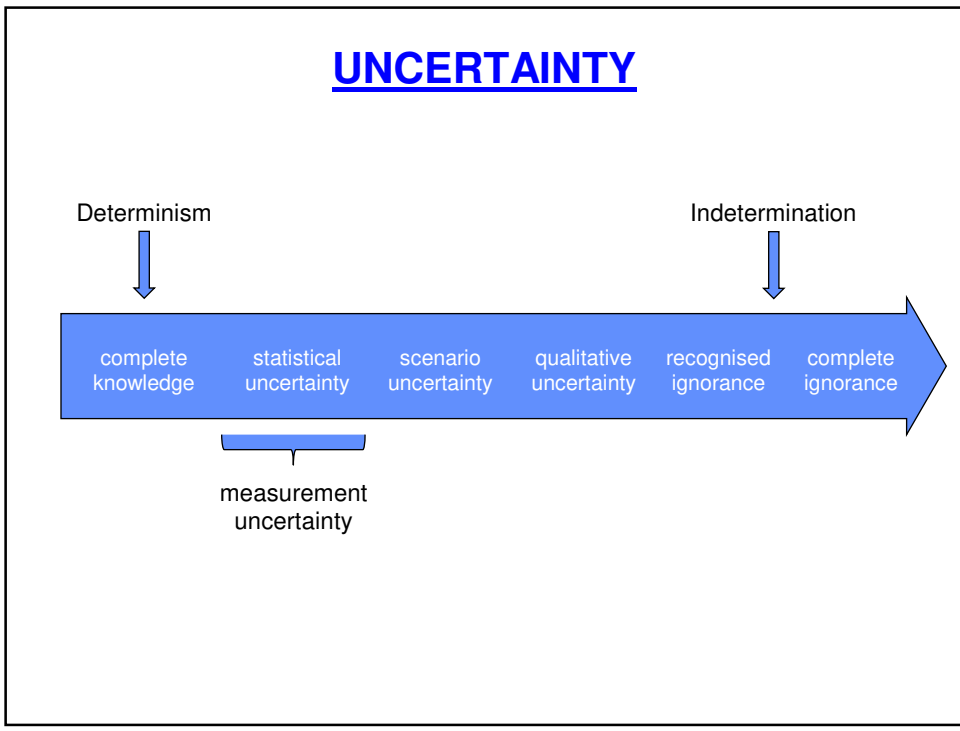 UNCERTAINTY
Determinism
Indetermination
complete
knowledge
statistical
uncertainty
scenario
uncertainty
qualitative
uncertainty
recognised
ignorance
complete
ignorance
measurement
uncertainty